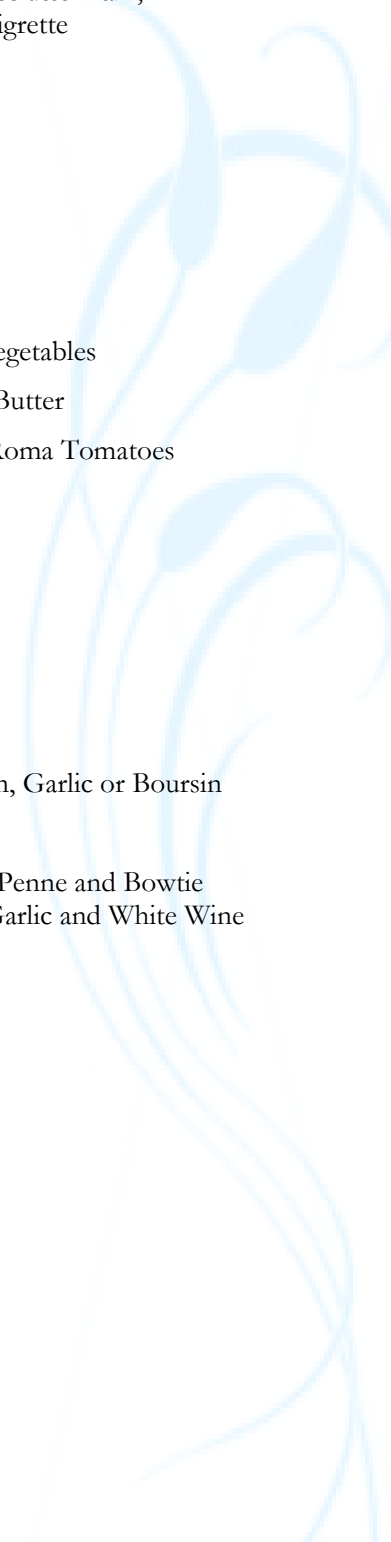 igrette
egetables
Butter
Roma Tomatoes
n, Garlic or Boursin
Penne and Bowtie
Garlic and White Wine